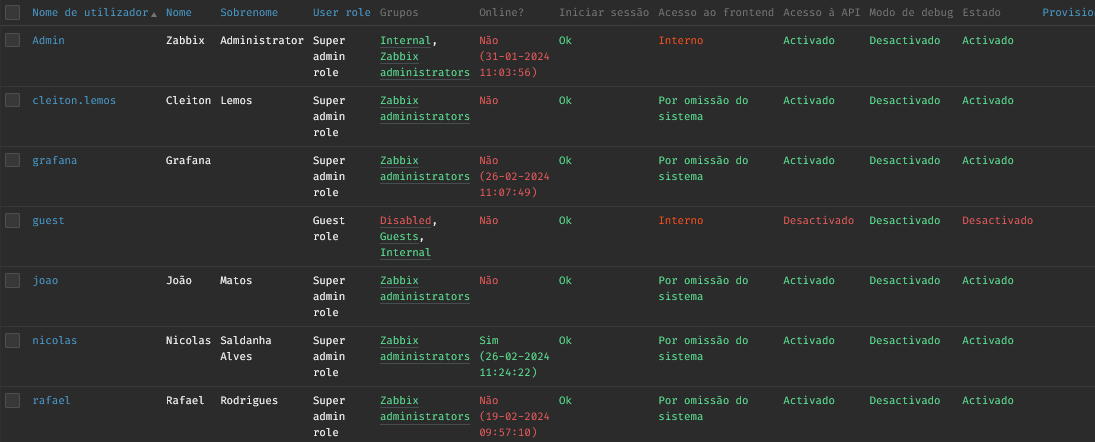 Nome de utilizador▲ Nome Sobrenome User role Grupos Online? Iniciar sessão Acesso ao frontend Acesso à API Modo de debug Estado Provisio
Admin Zabbix Administrator Super Internal, Não Ok Interno Activado Desactivado Activado
admin Zabbix (31-01-2024
role administrators 11:03:56)
cleiton.lemos Cleiton Lemos Super Zabbix Não Ok Por omissão do Activado Desactivado Activado
admin administrators sistema
role
grafana Grafana Super Zabbix Não Ok Por omissão do Activado Desactivado Activado
admin administrators (26-02-2024 sistema
role 11:07:49)
guest Guest Disabled, Não Ok Interno Desactivado Desactivado Desactivado
role Guests,
Internal
joao João Matos Super Zabbix Não Ok Por omissão do Activado Desactivado Activado
admin administrators sistema
role
nicolas Nicolas Saldanha Super Zabbix Sim Ok Por omissão do Activado Desactivado Activado
Alves admin administrators (26-02-2024 sistema
role 11:24:22)
rafael Rafael Rodrigues Super Zabbix Não Ok Por omissão do Activado Desactivado Activado
admin administrators (19-02-2024 sistema
role 09:57:10)